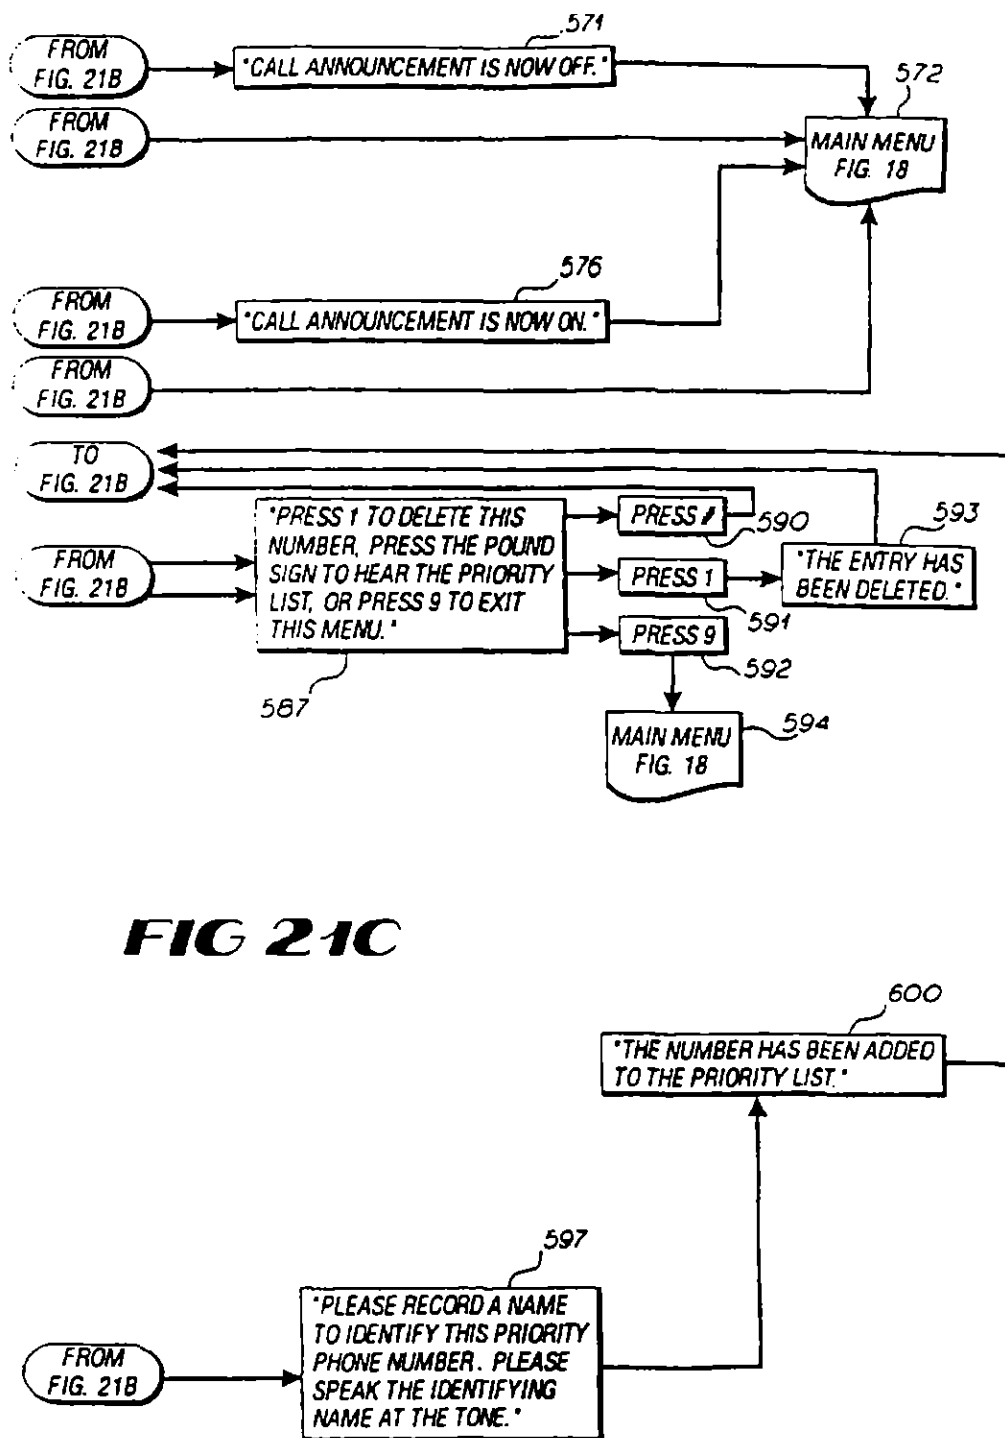 571
FROM
FIG. 21B
"CALL ANNOUNCEMENT IS NOW OFF."
572
FROM
FIG. 21B
MAIN MENU
FIG. 18
576
FROM
FIG. 21B
"CALL ANNOUNCEMENT IS NOW ON."
FROM
FIG. 21B
TO
FIG. 21B
"PRESS 1 TO DELETE THIS
NUMBER, PRESS THE POUND
SIGN TO HEAR THE PRIORITY
LIST, OR PRESS 9 TO EXIT
THIS MENU."
587
PRESS #
590
593
FROM
FIG. 21B
PRESS 1
591
"THE ENTRY HAS
BEEN DELETED."
PRESS 9
592
MAIN MENU
FIG. 18
594
FIG 21C
600
"THE NUMBER HAS BEEN ADDED
TO THE PRIORITY LIST."
597
FROM
FIG. 21B
"PLEASE RECORD A NAME
TO IDENTIFY THIS PRIORITY
PHONE NUMBER. PLEASE
SPEAK THE IDENTIFYING
NAME AT THE TONE."